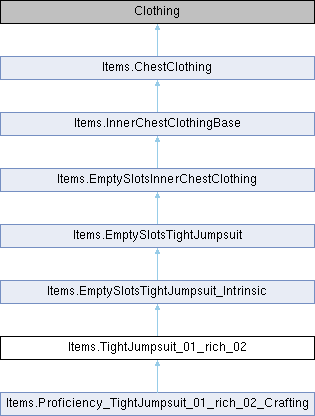 Clothing
Items.ChestClothing
Items.InnerChestClothingBase
Items.EmptySlotsInnerChestClothing
Items.EmptySlotsTightJumpsuit
Items.EmptySlotsTightJumpsuit_Intrinsic
Items.TightJumpsuit_01_rich_02
Items.Proficiency_TightJumpsuit_01_rich_02_Crafting